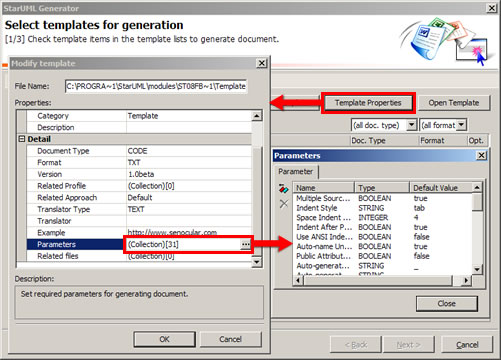 StarUML Generator
Select templates for generation
[1/3] Check template items in the template lists to generate document.
Modify template
File Name: C:\PROGRA~1\StarUML\modules\ST08FB~1\Template
Properties:
Category Template
Description
Detail
Document Type CODE
Format TXT
Version 1.0beta
Related Profile (Collection)[0]
Related Approach Default
Translator Type TEXT
Translator
Example http://www.senocular.com
Parameters (Collection)[31] ...
Related files (Collection)[0]
Description:
Set required parameters for generating document.
OK Cancel
Template Properties Open Template
(all doc. type) (all format)
Doc. Type Format Opt.
Parameters
Parameter
Name Type Default Value
Multiple Sourc... BOOLEAN true
Indent Style STRING tab
Space Indent ... INTEGER 4
Indent After P... BOOLEAN true
Use ANSI Inde... BOOLEAN false
Auto-name Un... BOOLEAN true
Public Attribut... BOOLEAN false
Auto-generat... STRING _
Close
< Back Next > Cancel